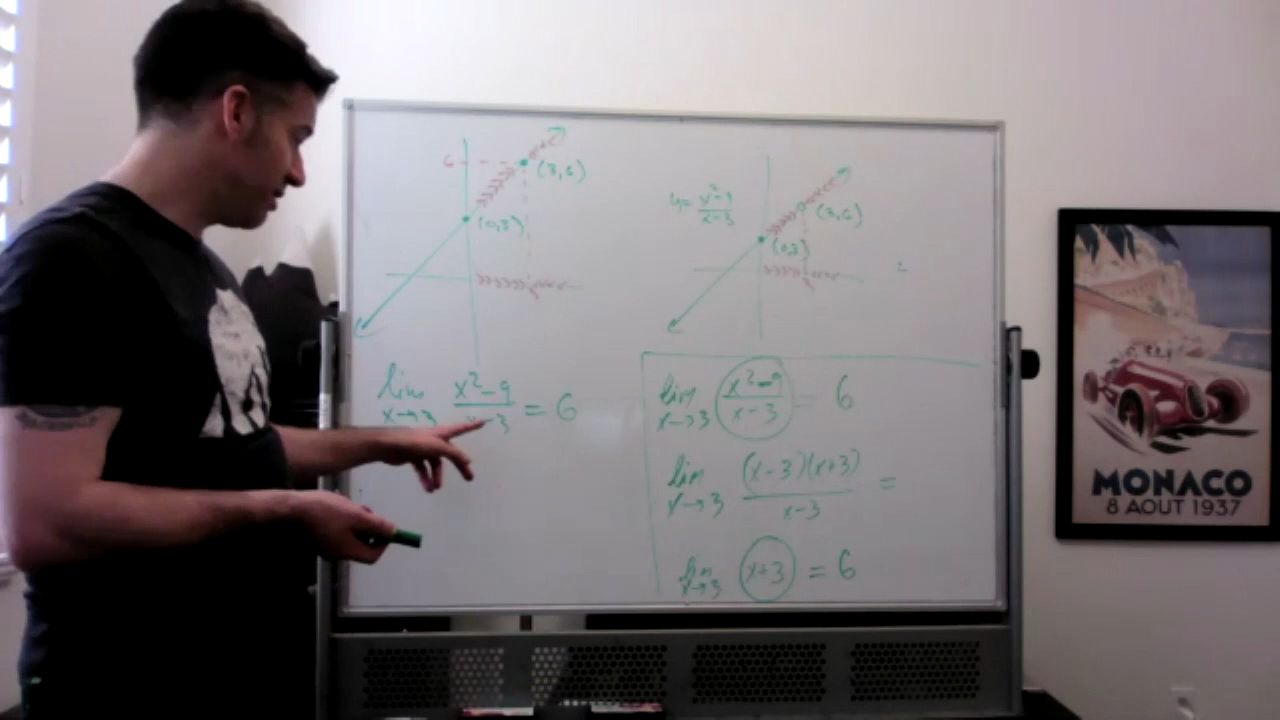 6
(3,6)
(0,3)
y= x²-9
x-3
(3,6)
(0,3)
lim x→3 x²-9 / x-3 = 6
lim x→3 x²-9 / x-3 = 6
lim x→3 (x-3)(x+3) / x-3 =
lim x→3 x+3 = 6
MONACO
8 AOUT 1937